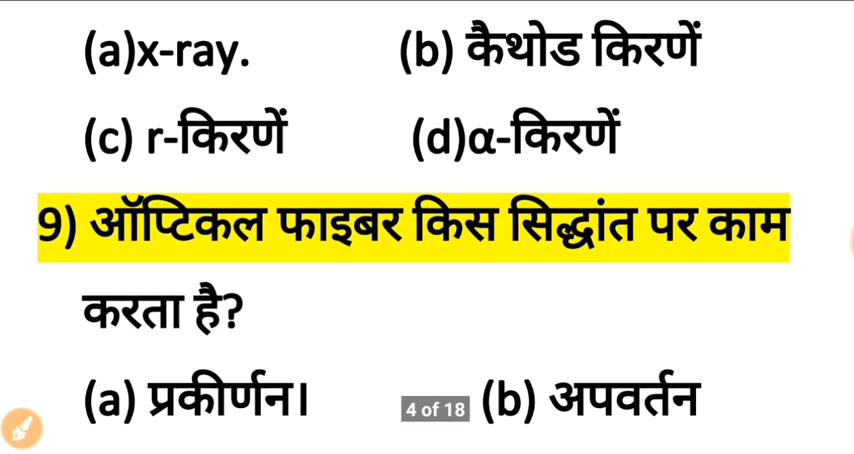 (a)x-ray. (b) कैथोड किरणें
(c) r-किरणें (d)α-किरणें
9) ऑप्टिकल फाइबर किस सिद्धांत पर काम
करता है?
(a) प्रकीर्णन। 4 of 18 (b) अपवर्तन